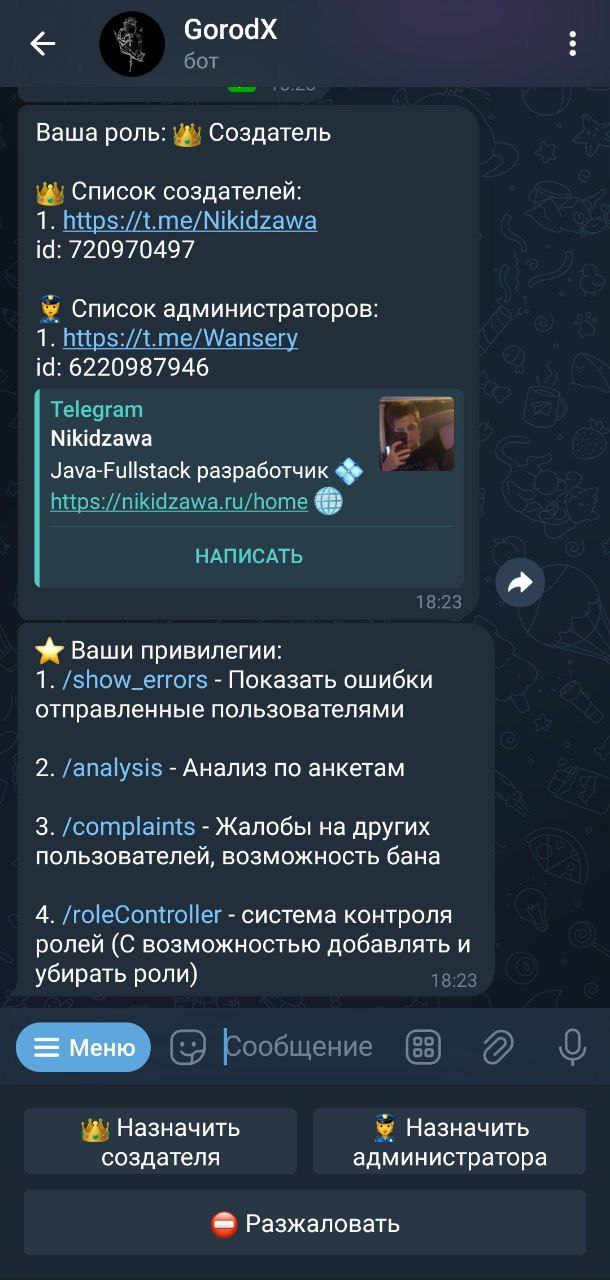 GorodX
бот
18:23
Ваша роль: 👑 Создатель
👑 Список создателей:
1. https://t.me/Nikidzawa
id: 720970497
👮 Список администраторов:
1. https://t.me/Wansery
id: 6220987946
Telegram
Nikidzawa
Java-Fullstack разработчик 💠
https://nikidzawa.ru/home 🌐
НАПИСАТЬ
18:23
⭐ Ваши привилегии:
1. /show_errors - Показать ошибки
отправленные пользователями
2. /analysis - Анализ по анкетам
3. /complaints - Жалобы на других
пользователей, возможность бана
4. /roleController - система контроля
ролей (С возможностью добавлять и
убирать роли)
18:23
Меню
Сообщение
👑 Назначить
создателя
👮 Назначить
администратора
⛔ Разжаловать